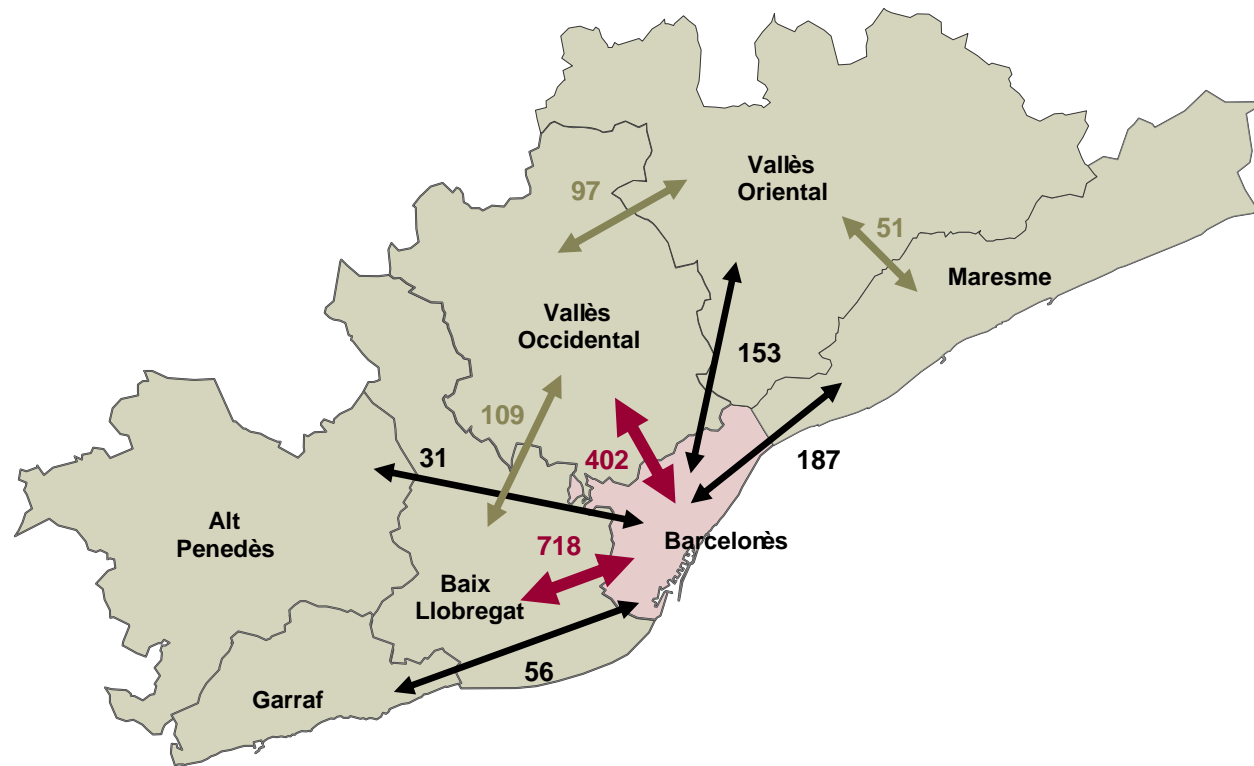 Vallès
Oriental
97
51
Maresme
Vallès
Occidental
153
109
402
187
31
Alt
Penedès
718
Barcelonès
Baix
Llobregat
56
Garraf